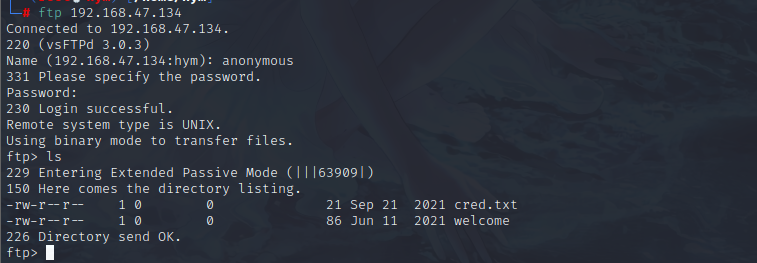 # ftp 192.168.47.134
Connected to 192.168.47.134.
220 (vsFTPd 3.0.3)
Name (192.168.47.134:hym): anonymous
331 Please specify the password.
Password:
230 Login successful.
Remote system type is UNIX.
Using binary mode to transfer files.
ftp> ls
229 Entering Extended Passive Mode (|||63909|)
150 Here comes the directory listing.
-rw-r--r--    1 0        0              21 Sep 21  2021 cred.txt
-rw-r--r--    1 0        0              86 Jun 11  2021 welcome
226 Directory send OK.
ftp>